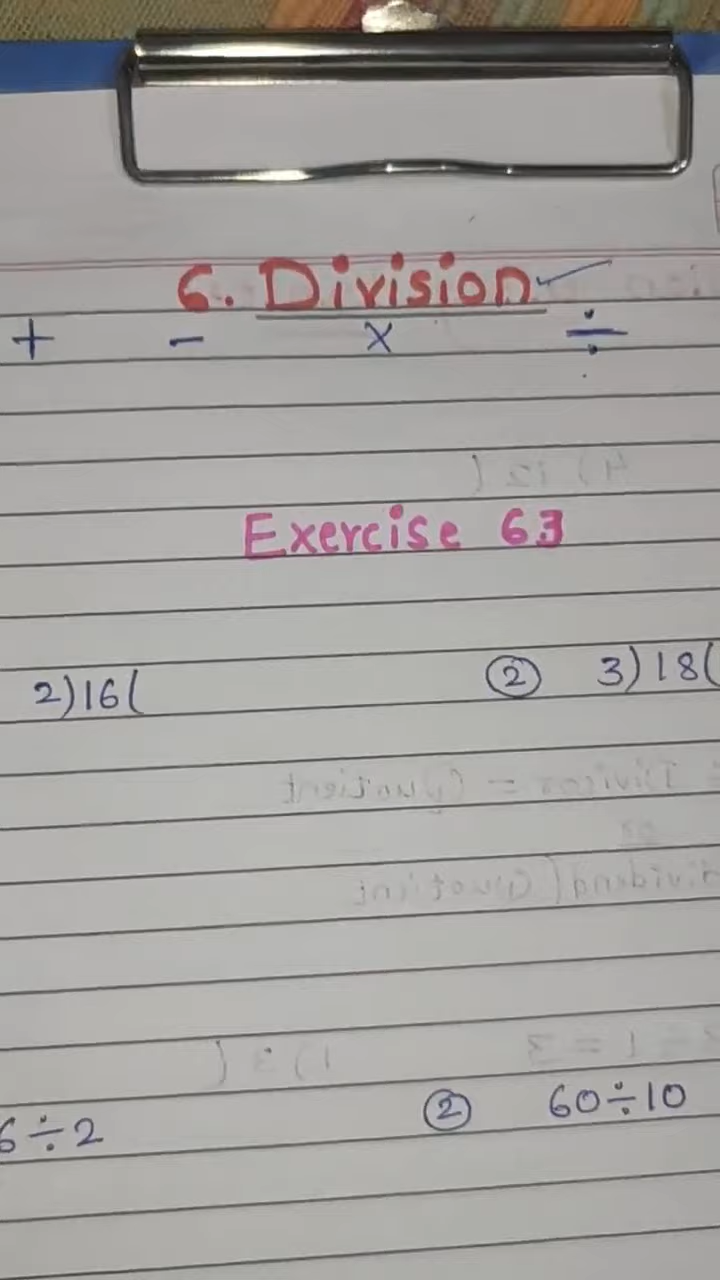 6. Division
+ - × ÷
Exercise 63
2)16( ② 3)18(
6÷2 ② 60÷10